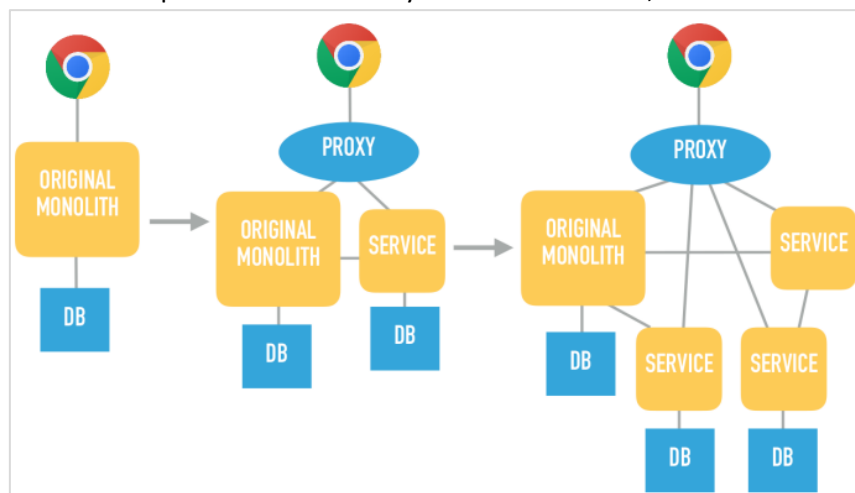 ORIGINAL
MONOLITH
DB
PROXY
ORIGINAL
MONOLITH
SERVICE
DB
DB
PROXY
ORIGINAL
MONOLITH
SERVICE
DB
SERVICE
SERVICE
DB
DB